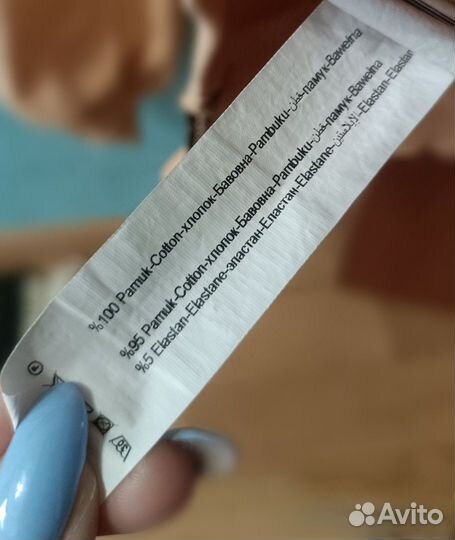 %100 Pamuk-Cotton-хлопок-Бавовна-Pambuku-قطن-памук-Bawełna
%95 Pamuk-Cotton-хлопок-Бавовна-Pambuku-قطن-памук-Bawełna
%5 Elastan-Elastane-эластан-Еластан-Elastane-الإيلاستين-Elastan-Elastan
Avito